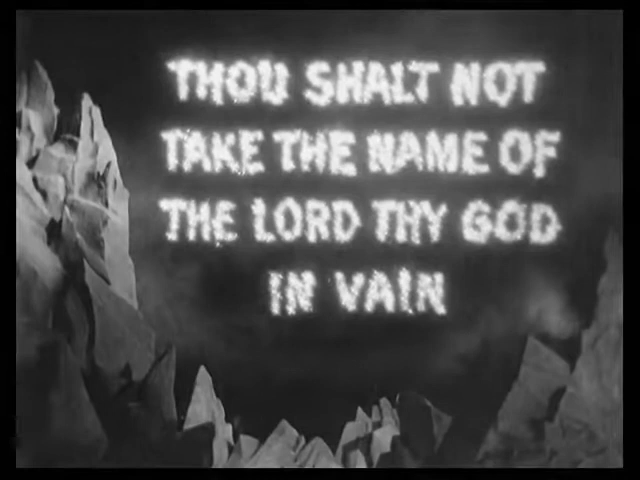 THOU SHALT NOT
TAKE THE NAME OF
THE LORD THY GOD
IN VAIN